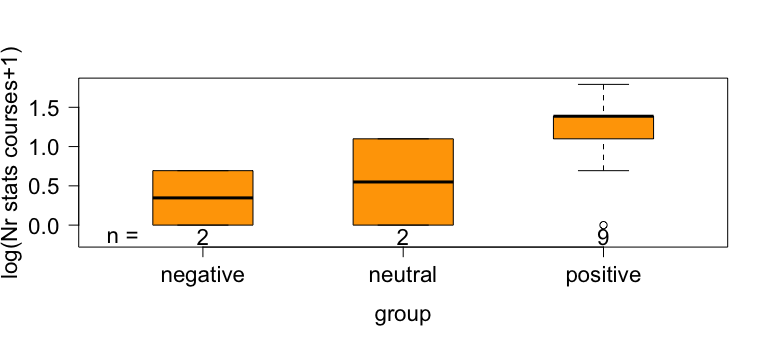 log(Nr stats courses+1)
1.5
1.0
0.5
0.0
n = 2 2 9
negative neutral positive
group